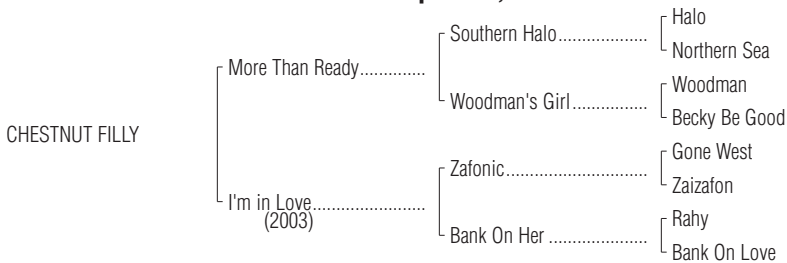 Halo
Southern Halo....................
Northern Sea
More Than Ready..............
Woodman
Woodman's Girl.................
Becky Be Good
CHESTNUT FILLY
Gone West
Zafonic................................
Zaizafon
I'm in Love........................
(2003)
Rahy
Bank On Her ......................
Bank On Love